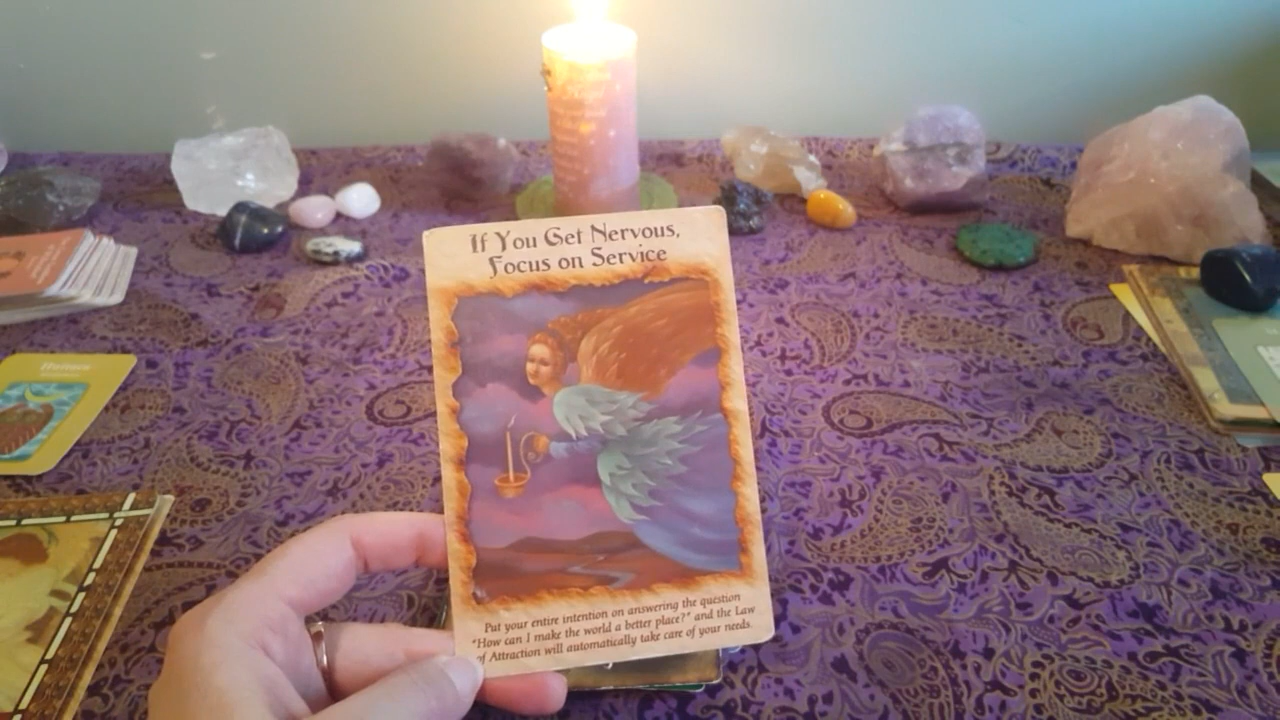 If You Get Nervous,
Focus on Service
Put your entire intention on answering the question
"How can I make the world a better place?" and the Law
of Attraction will automatically take care of your needs.